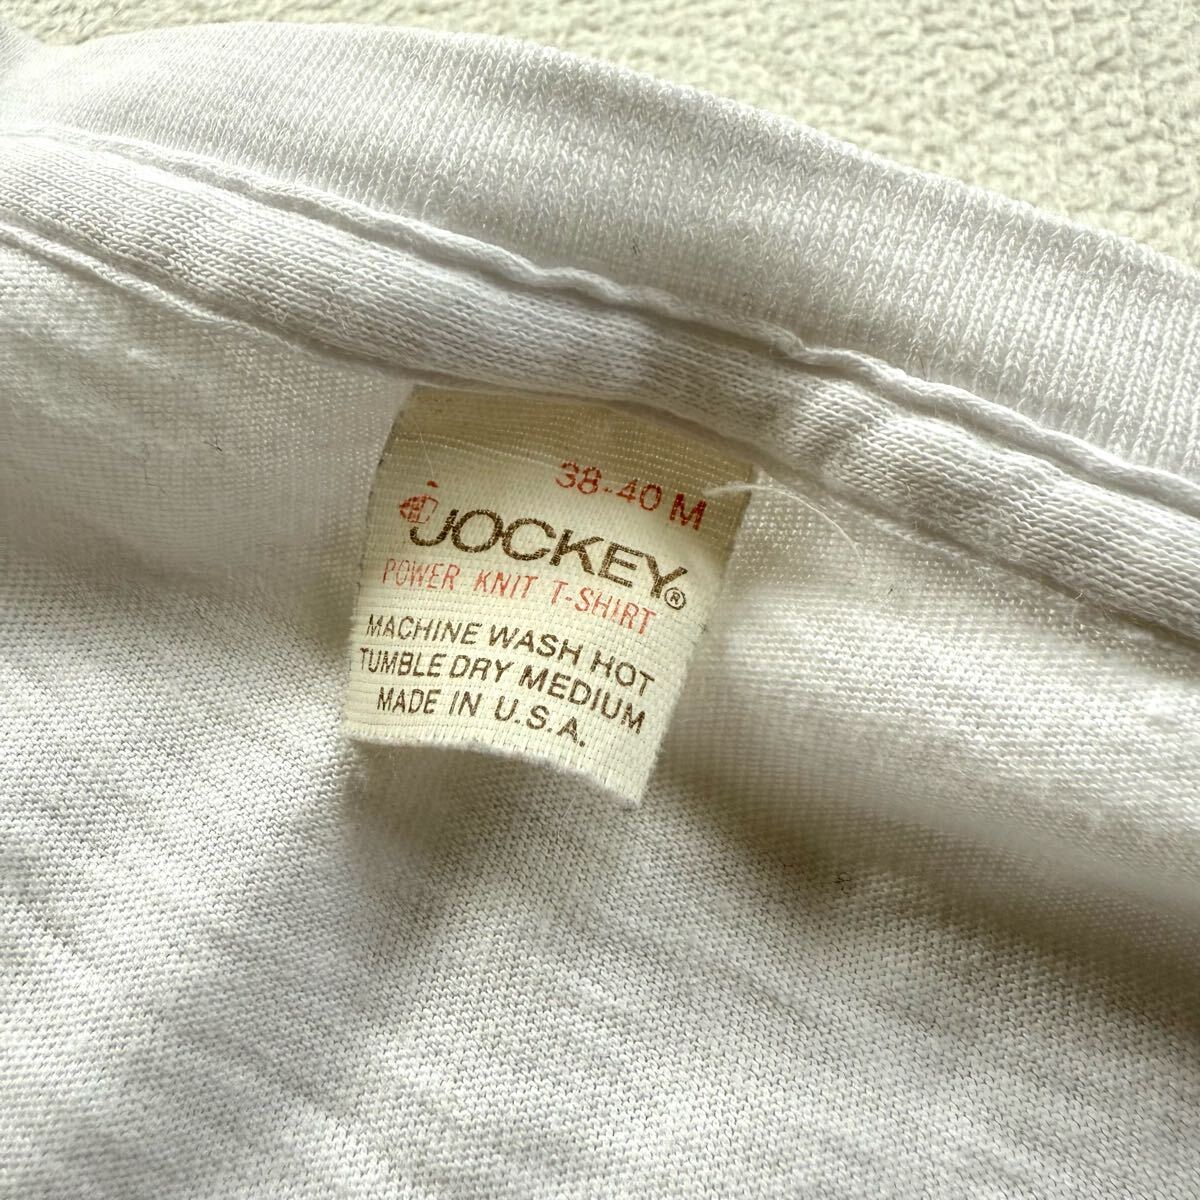 38-40 M
JOCKEY®
POWER-KNIT T-SHIRT
MACHINE WASH HOT
TUMBLE DRY MEDIUM
MADE IN U.S.A.